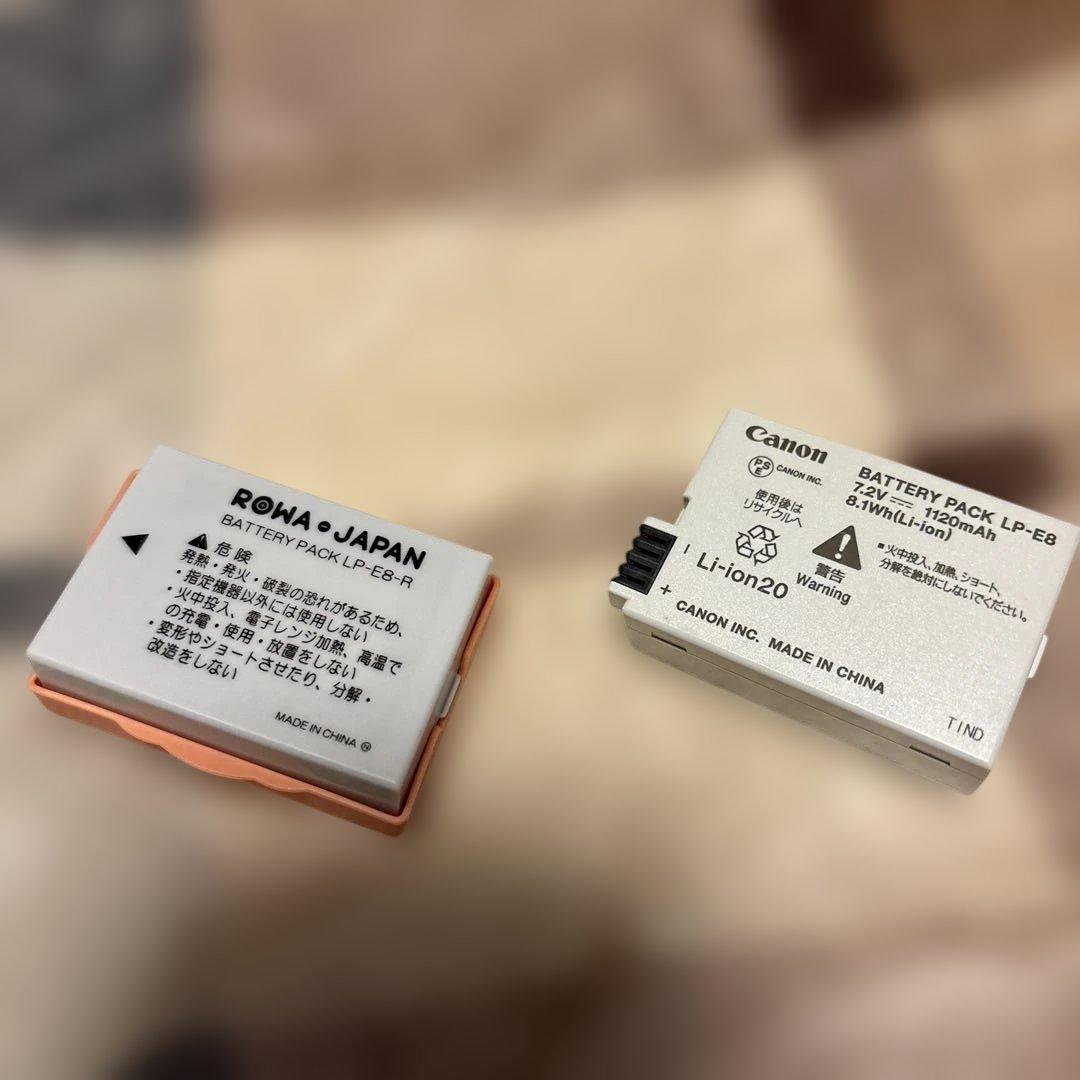 ROWA・JAPAN
BATTERY PACK LP-E8-R
危険
発熱・発火・破裂の恐れがあるため、
・指定機器以外には使用しない
・火中投入、電子レンジ加熱、高温で
の充電・使用・放置をしない
・変形やショートさせたり、分解・
改造をしない
MADE IN CHINA N
Canon
PSE CANON INC.
BATTERY PACK LP-E8
7.2V 1120mAh
8.1Wh(Li-ion)
使用後は
リサイクルへ
Li-ion20
警告
Warning
■火中投入、加熱、ショート、
分解を絶対にしないでください。
− +
CANON INC. MADE IN CHINA
TIND